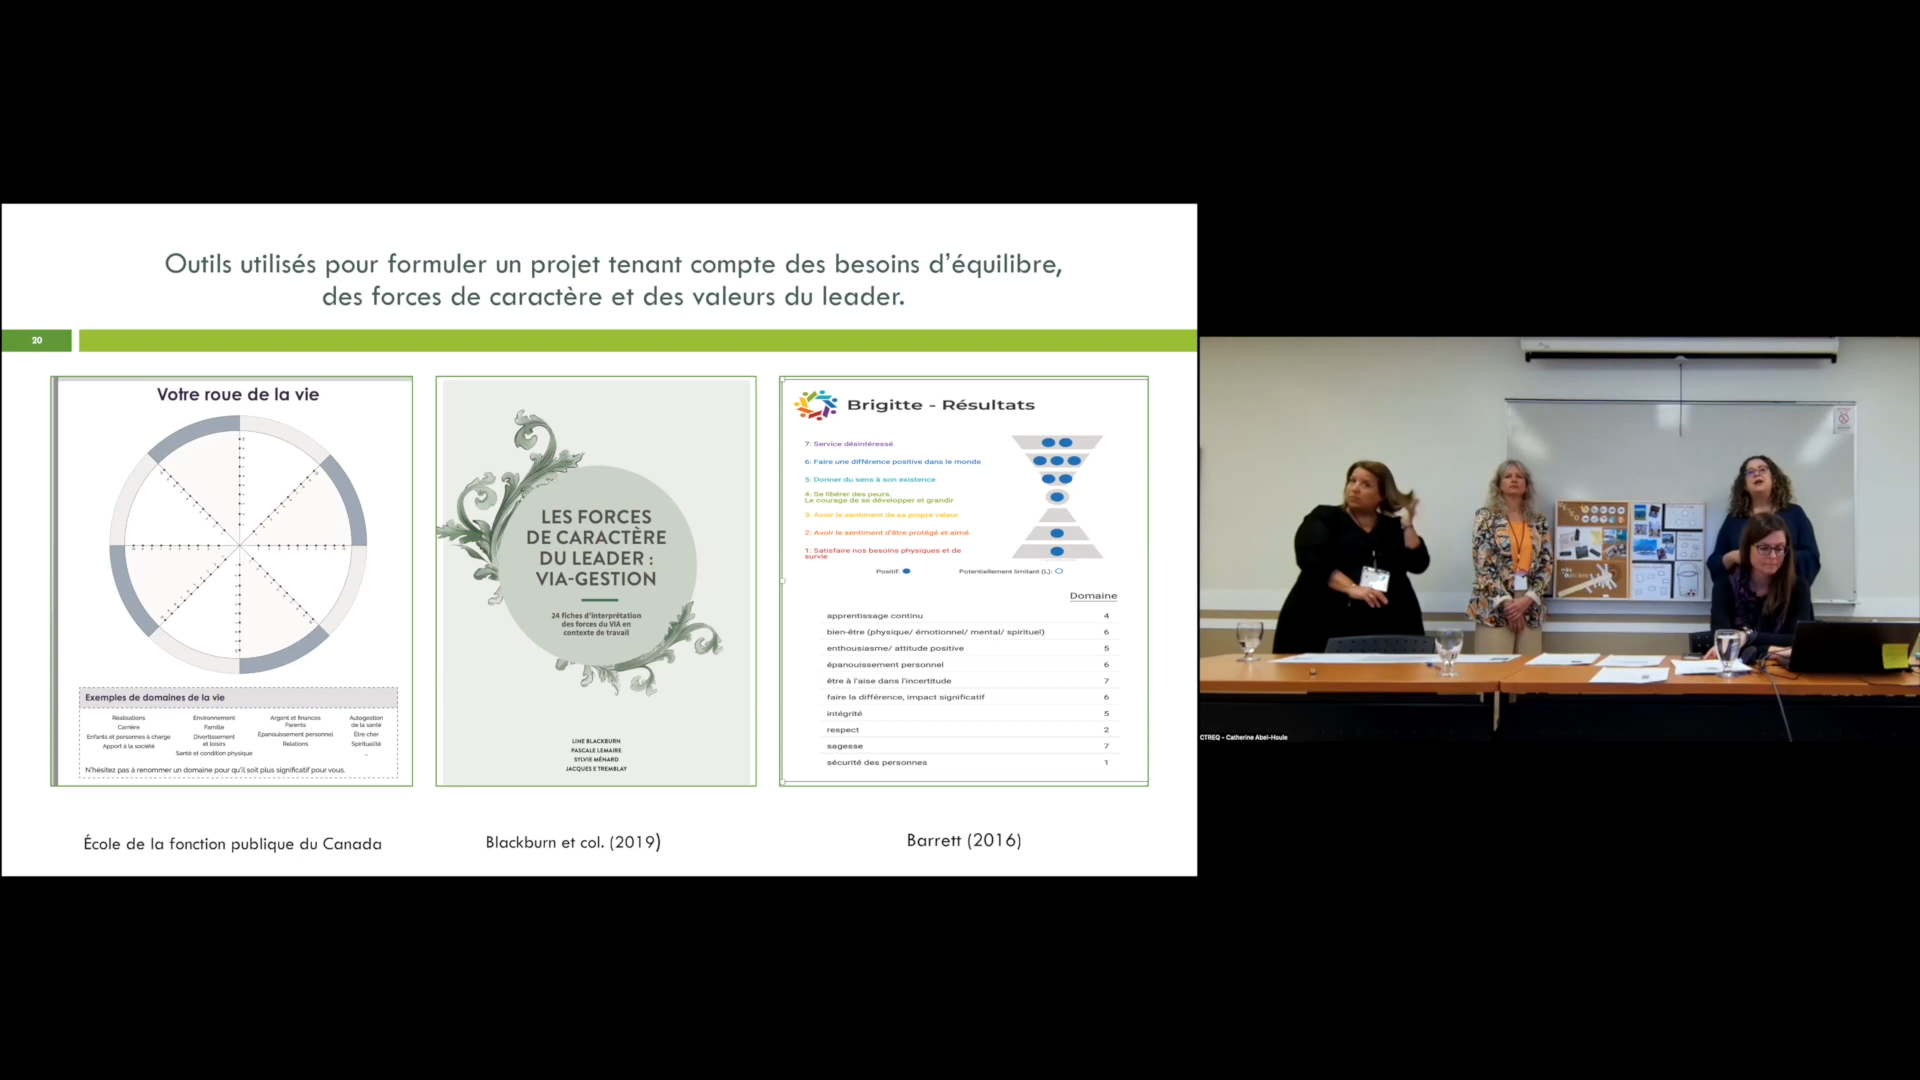 Outils utilisés pour formuler un projet tenant compte des besoins d'équilibre,
des forces de caractère et des valeurs du leader.
20
Votre roue de la vie
Exemples de domaines de la vie
Réalisations
Carrière
Enfants et personnes à charge
Apport à la société
Environnement
Famille
Divertissement
et loisirs
Santé et condition physique
Argent et finances
Parents
Épanouissement personnel
Relations
Autogestion
de la santé
Être cher
Spiritualité
...
N'hésitez pas à renommer un domaine pour qu'il soit plus significatif pour vous.
École de la fonction publique du Canada
LES FORCES
DE CARACTÈRE
DU LEADER :
VIA-GESTION
24 fiches d'interprétation
des forces du VIA en
contexte de travail
LINE BLACKBURN
PASCALE LEMAIRE
SYLVIE MÉNARD
JACQUES E TREMBLAY
Blackburn et col. (2019)
Brigitte - Résultats
7: Service désintéressé
6: Faire une différence positive dans le monde
5: Donner du sens à son existence
4: Se libérer des peurs.
Le courage de se développer et grandir
3: Avoir le sentiment de sa propre valeur
2: Avoir le sentiment d'être protégé et aimé
1: Satisfaire nos besoins physiques et de
survie
Positif: Potentiellement limitant (L):
Domaine
apprentissage continu 4
bien-être (physique/ émotionnel/ mental/ spirituel) 6
enthousiasme/ attitude positive 5
épanouissement personnel 6
être à l'aise dans l'incertitude 7
faire la différence, impact significatif 6
intégrité 5
respect 2
sagesse 7
sécurité des personnes 1
Barrett (2016)
CTREQ - Catherine Abel-Houle